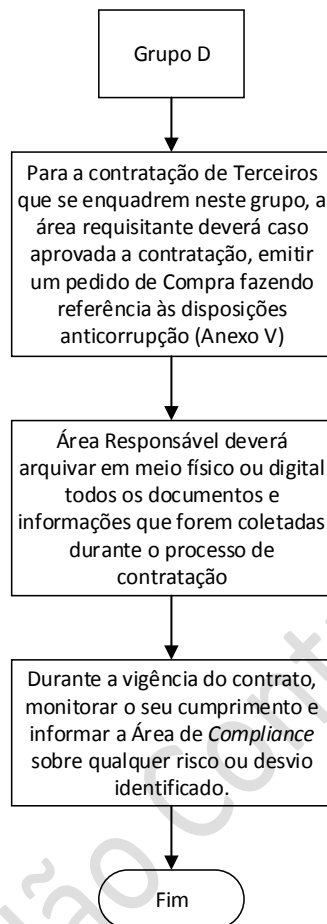 Grupo D
Para a contratação de Terceiros
que se enquadrem neste grupo, a
área requisitante deverá caso
aprovada a contratação, emitir
um pedido de Compra fazendo
referência às disposições
anticorrupção (Anexo V)
Área Responsável deverá
arquivar em meio físico ou digital
todos os documentos e
informações que forem coletadas
durante o processo de
contratação
Durante a vigência do contrato,
monitorar o seu cumprimento e
informar a Área de Compliance
sobre qualquer risco ou desvio
identificado.
Fim